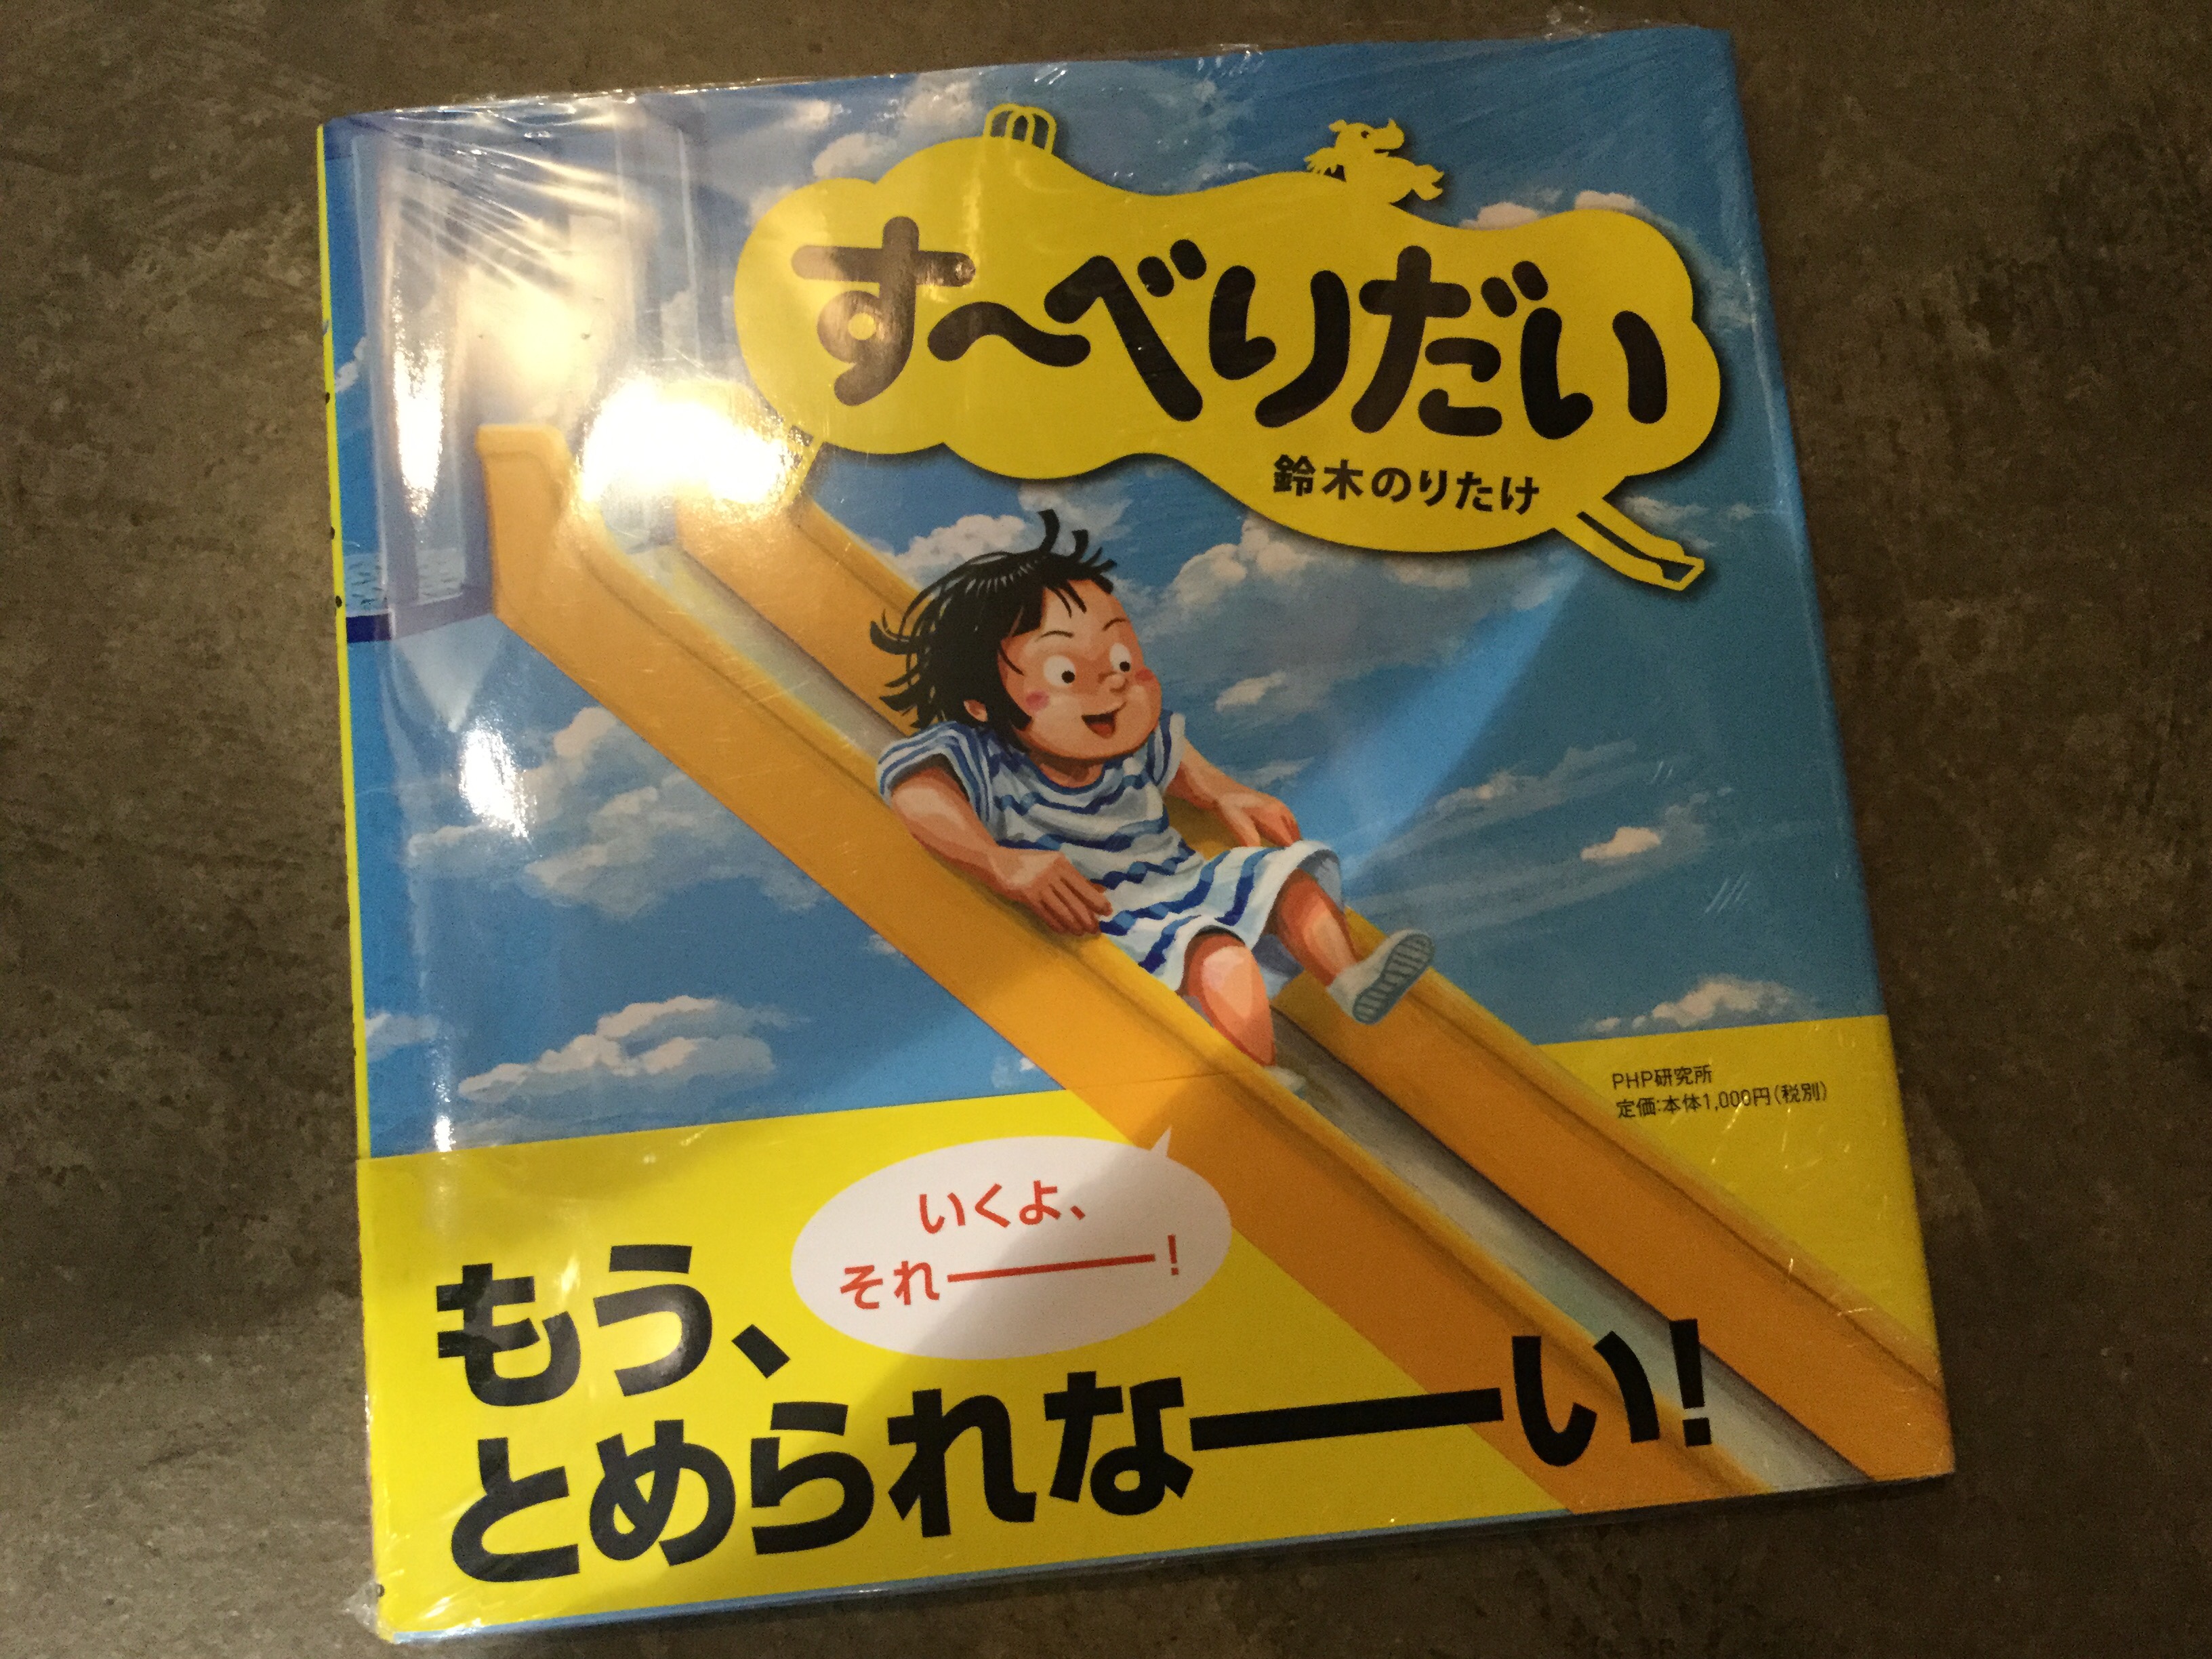 す〜べりだい
鈴木のりたけ
PHP研究所
定価:本体1,000円(税別)
いくよ、
それ———!
もう、
とめられな———い!